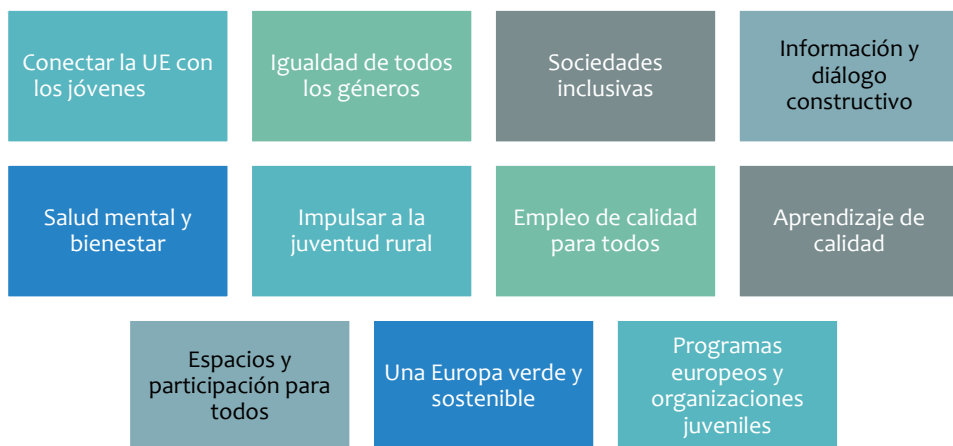 Conectar la UE con
los jóvenes
Igualdad de todos
los géneros
Sociedades
inclusivas
Información y
diálogo
constructivo
Salud mental y
bienestar
Impulsar a la
juventud rural
Empleo de calidad
para todos
Aprendizaje de
calidad
Espacios y
participación para
todos
Una Europa verde y
sostenible
Programas
europeos y
organizaciones
juveniles